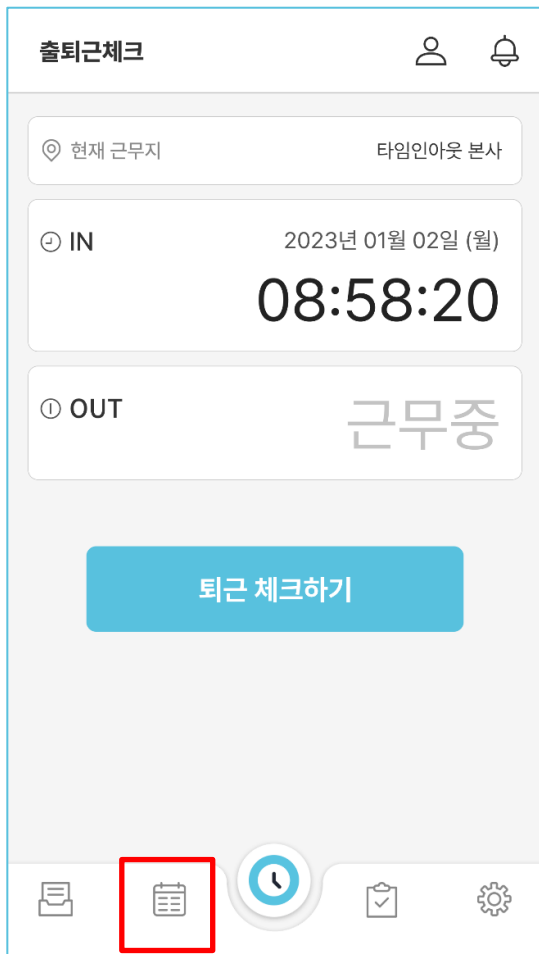 출퇴근체크
현재 근무지 타임인아웃 본사
IN 2023년 01월 02일 (월)
08:58:20
OUT 근무중
퇴근 체크하기